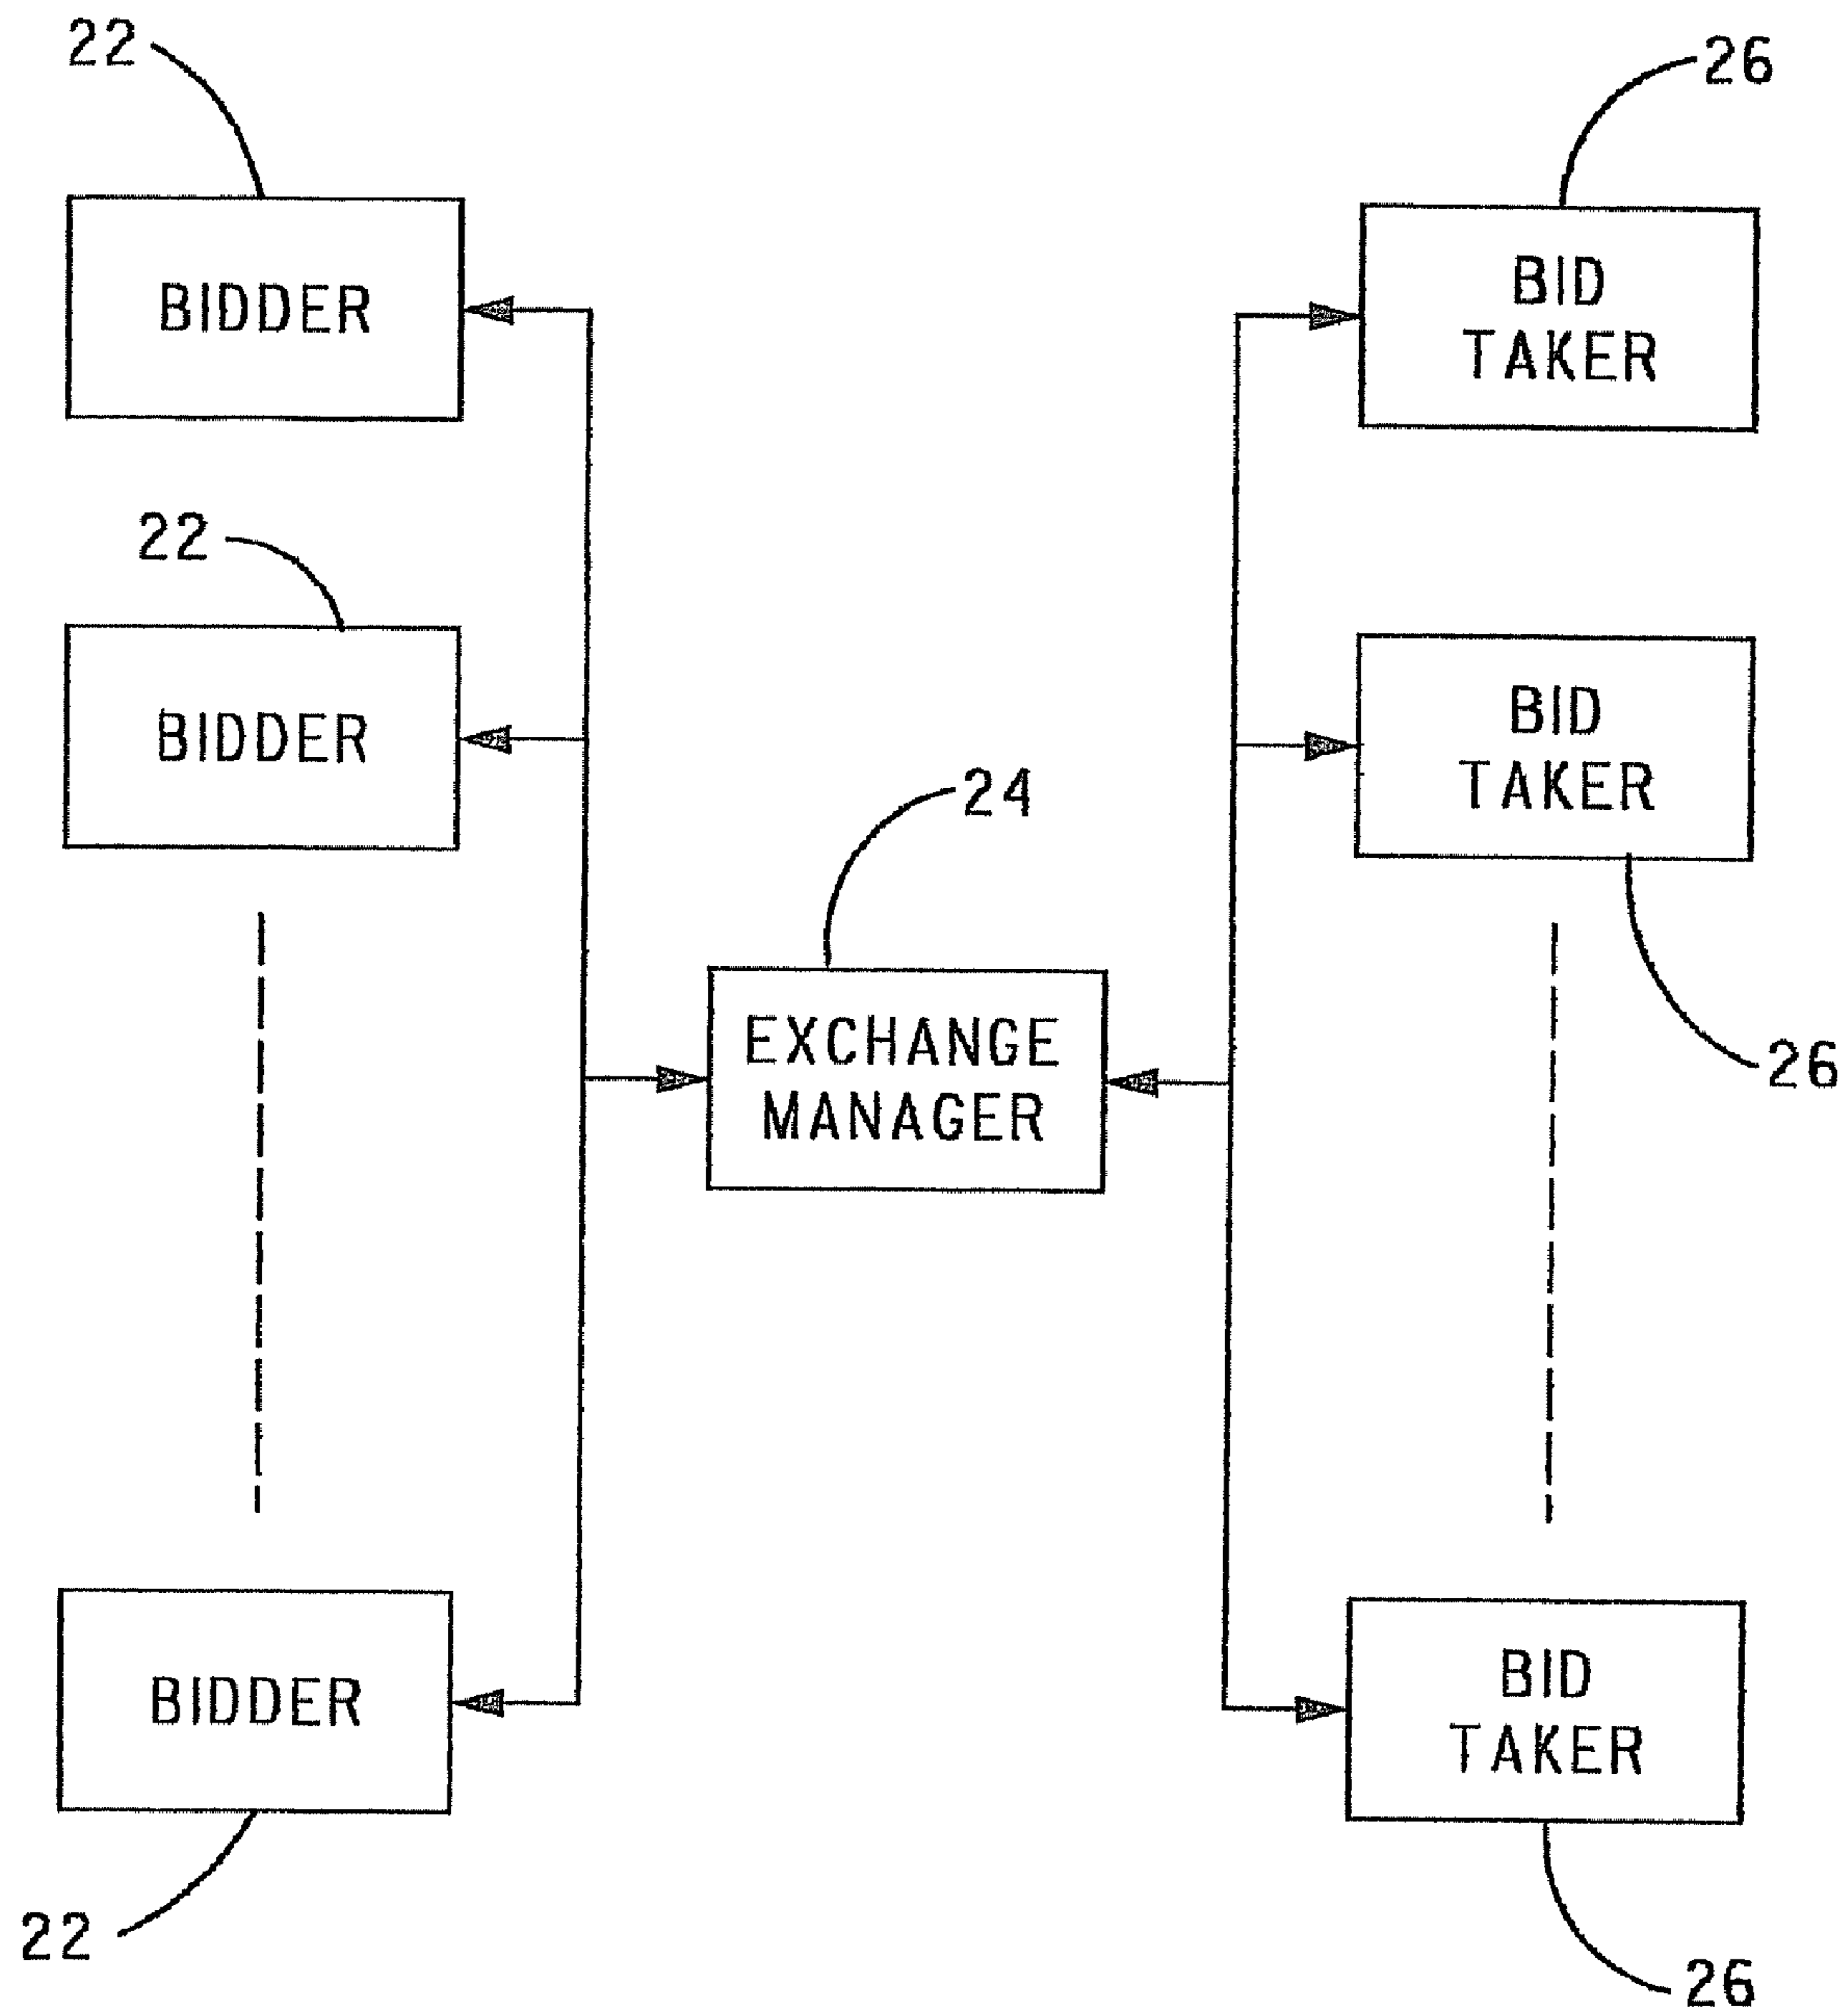 22
26
BIDDER
BID
TAKER
22
BIDDER
BID
TAKER
24
EXCHANGE
MANAGER
26
BIDDER
BID
TAKER
22
26